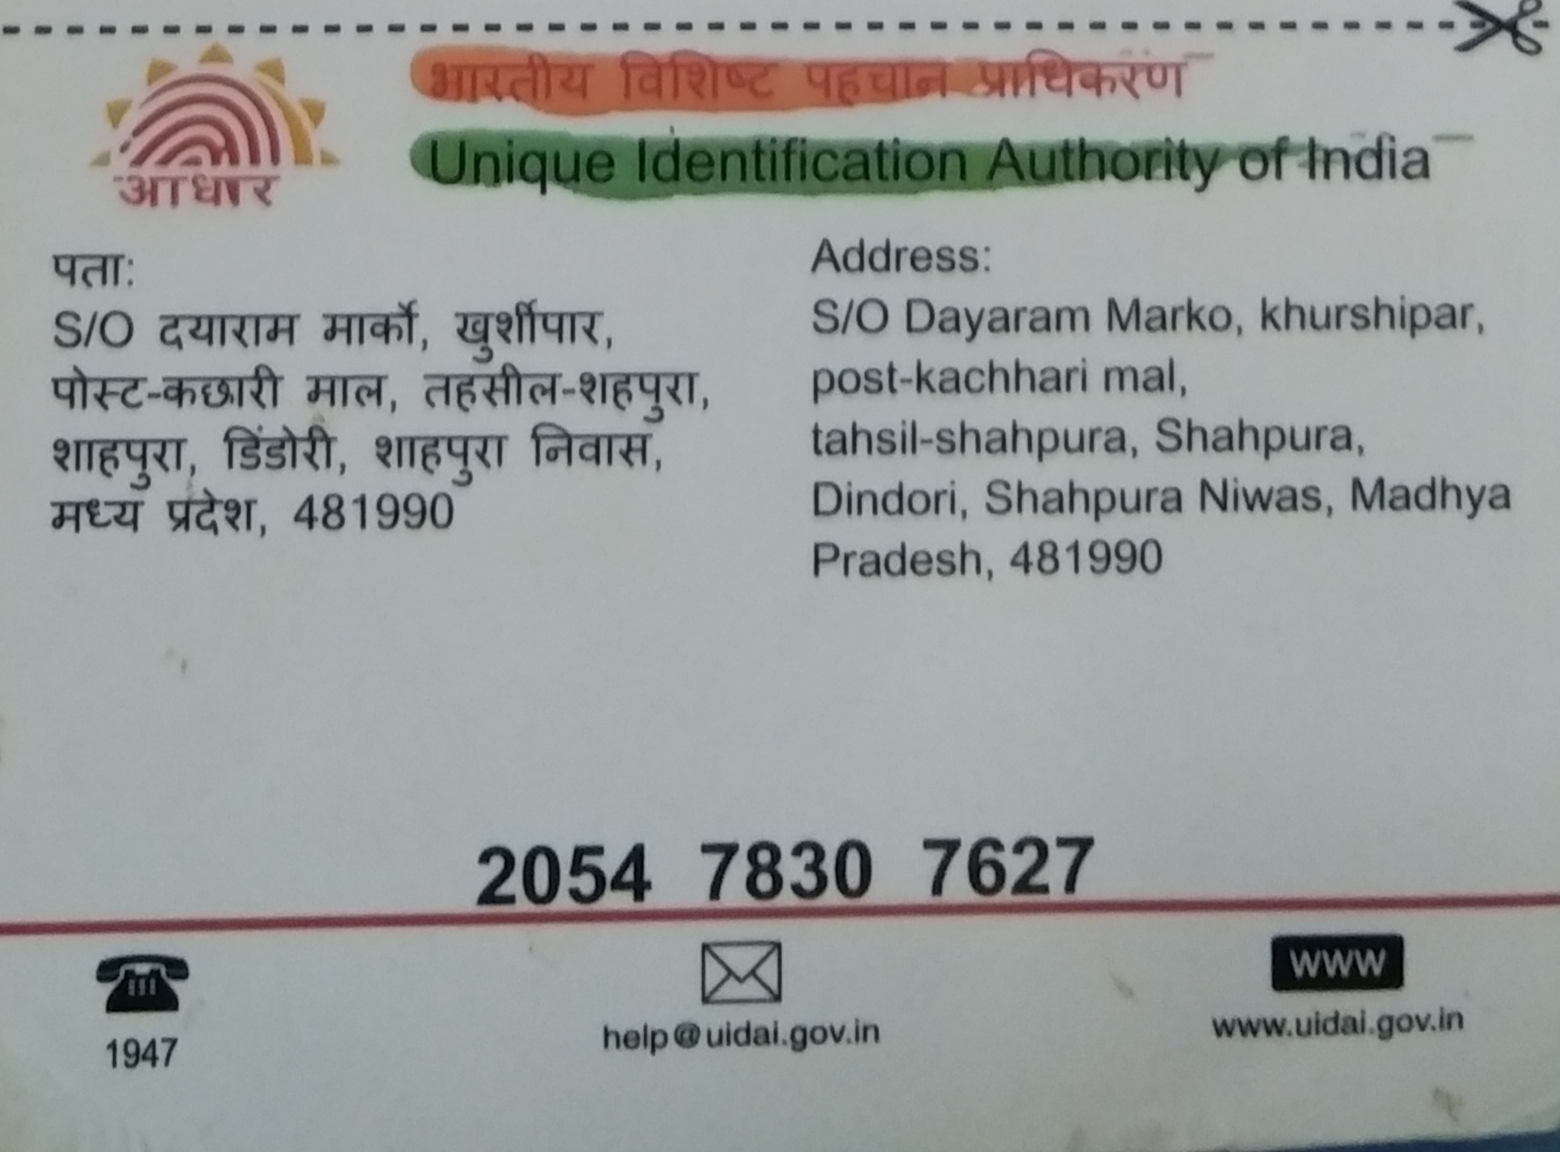 भारतीय विशिष्ट पहचान प्राधिकरण
Unique Identification Authority of India
आधार
पता:
S/O दयाराम मार्को, खुर्शीपार,
पोस्ट-कछारी माल, तहसील-शहपुरा,
शाहपुरा, डिंडोरी, शाहपुरा निवास,
मध्य प्रदेश, 481990
Address:
S/O Dayaram Marko, khurshipar,
post-kachhari mal,
tahsil-shahpura, Shahpura,
Dindori, Shahpura Niwas, Madhya
Pradesh, 481990
2054 7830 7627
1947
help@uidai.gov.in
www
www.uidai.gov.in